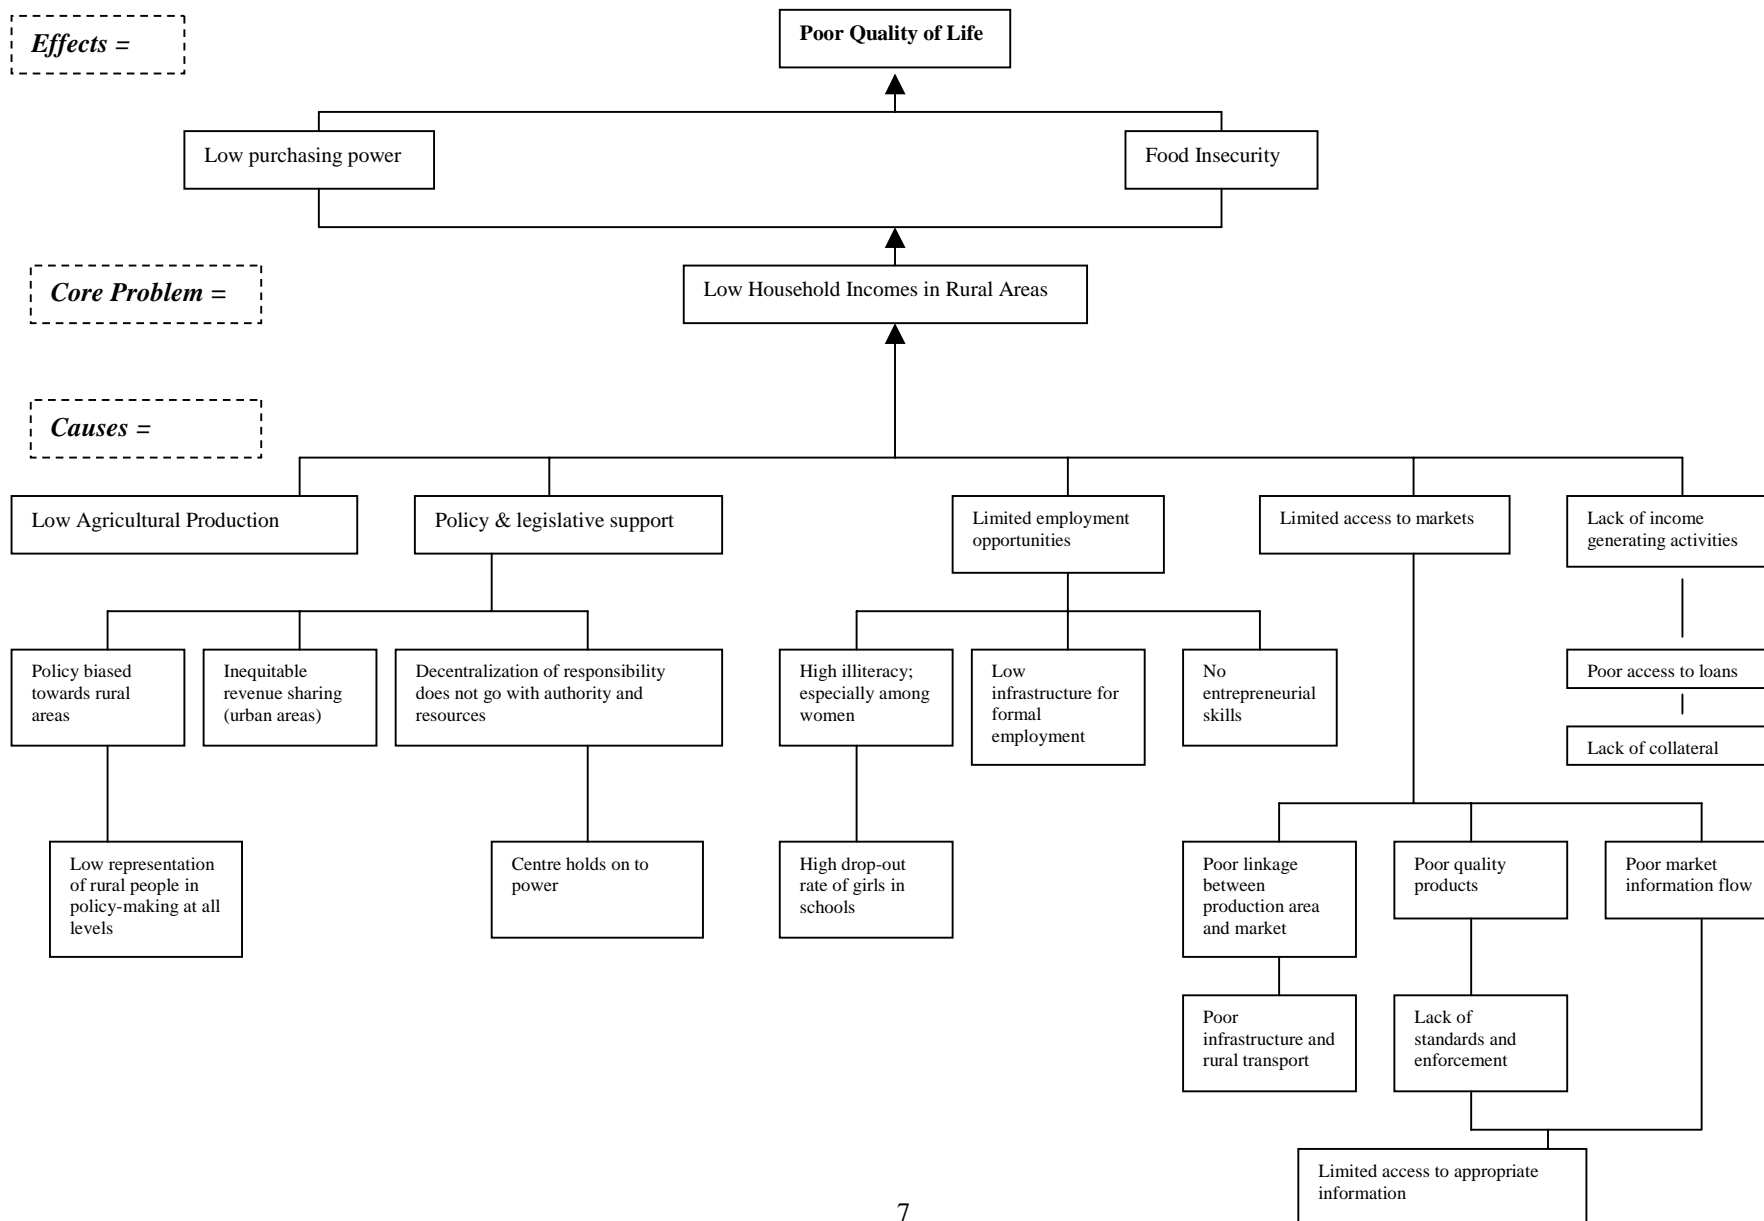 Effects =
Poor Quality of Life
Low purchasing power
Food Insecurity
Core Problem =
Low Household Incomes in Rural Areas
Causes =
Low Agricultural Production
Policy & legislative support
Limited employment
opportunities
Limited access to markets
Lack of income
generating activities
Policy biased
towards rural
areas
Inequitable
revenue sharing
(urban areas)
Decentralization of responsibility
does not go with authority and
resources
High illiteracy;
especially among
women
Low
infrastructure for
formal
employment
No
entrepreneurial
skills
Poor access to loans
Lack of collateral
Low representation
of rural people in
policy-making at all
levels
Centre holds on to
power
High drop-out
rate of girls in
schools
Poor linkage
between
production area
and market
Poor quality
products
Poor market
information flow
Poor
infrastructure and
rural transport
Lack of
standards and
enforcement
Limited access to appropriate
information
7